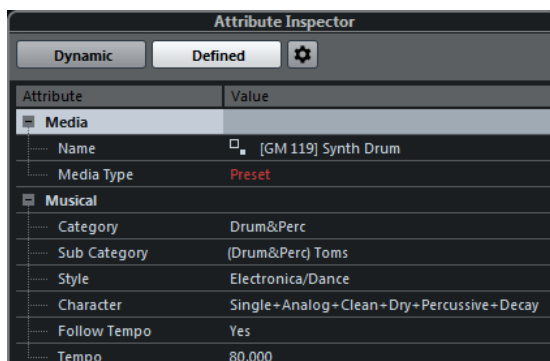 Attribute Inspector
Dynamic Defined
Attribute Value
Media
Name [GM 119] Synth Drum
Media Type Preset
Musical
Category Drum&Perc
Sub Category (Drum&Perc) Toms
Style Electronica/Dance
Character Single+Analog+Clean+Dry+Percussive+Decay
Follow Tempo Yes
Tempo 80.000